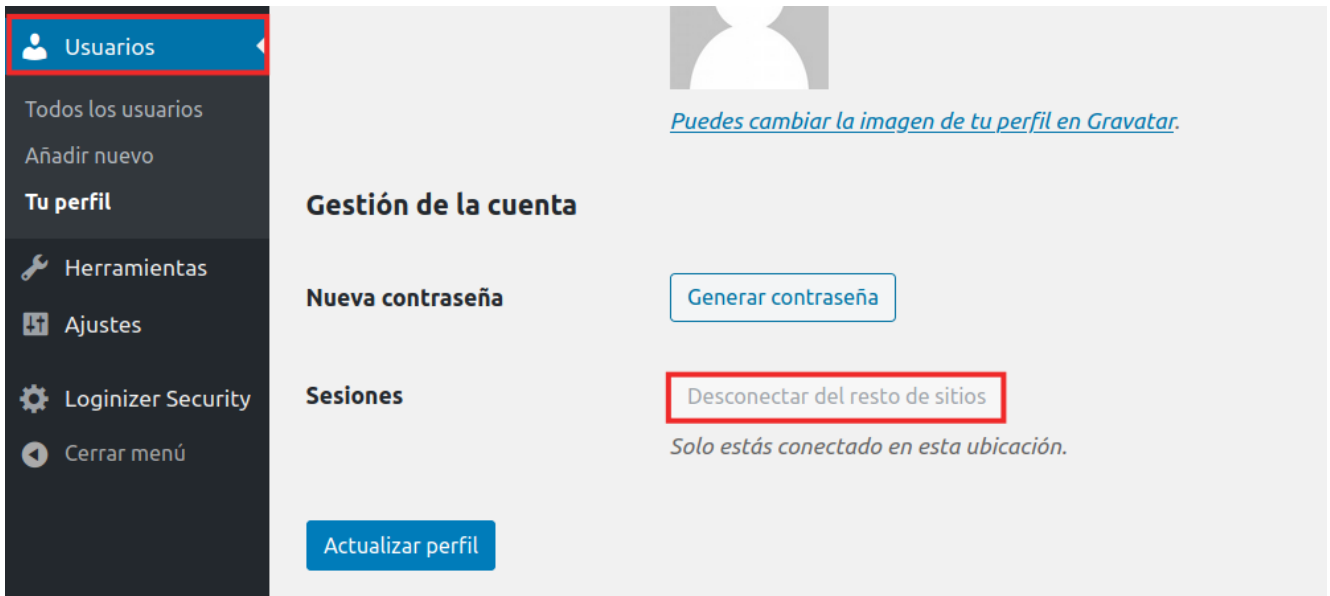 Usuarios
Todos los usuarios
Añadir nuevo
Tu perfil
Herramientas
Ajustes
Loginizer Security
Cerrar menú
Puedes cambiar la imagen de tu perfil en Gravatar.
Gestión de la cuenta
Nueva contraseña
Generar contraseña
Sesiones
Desconectar del resto de sitios
Solo estás conectado en esta ubicación.
Actualizar perfil